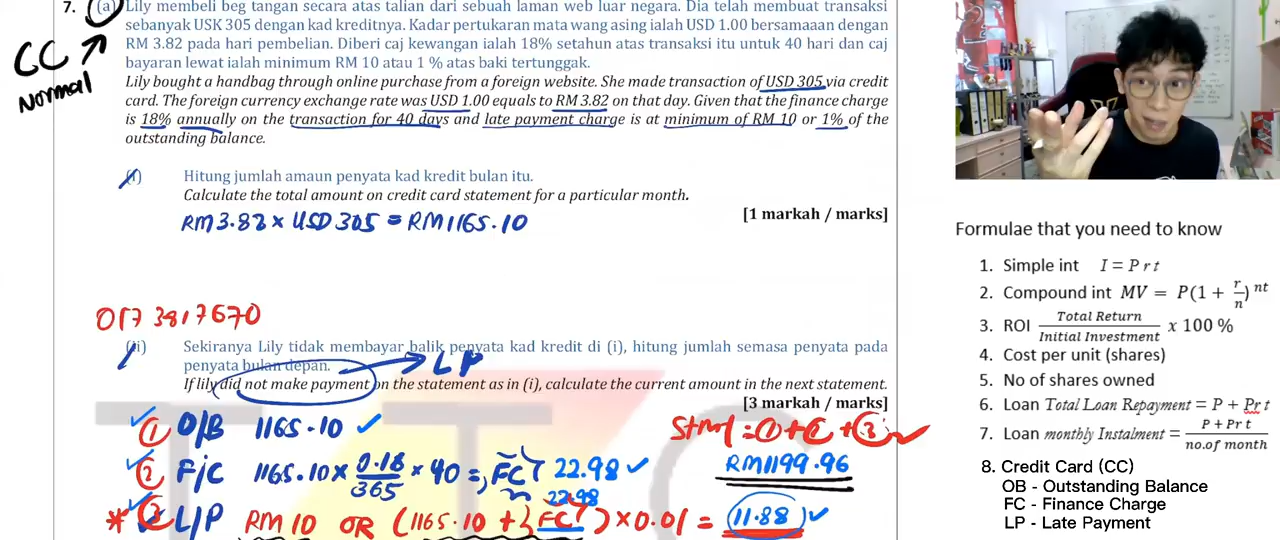 7. (a) Lily membeli beg tangan secara atas talian dari sebuah laman web luar negara. Dia telah membuat transaksi
sebanyak USK 305 dengan kad kreditnya. Kadar pertukaran mata wang asing ialah USD 1.00 bersamaaan dengan
RM 3.82 pada hari pembelian. Diberi caj kewangan ialah 18% setahun atas transaksi itu untuk 40 hari dan caj
bayaran lewat ialah minimum RM 10 atau 1 % atas baki tertunggak.
CC
Normal
Lily bought a handbag through online purchase from a foreign website. She made transaction of USD 305 via credit
card. The foreign currency exchange rate was USD 1.00 equals to RM 3.82 on that day. Given that the finance charge
is 18% annually on the transaction for 40 days and late payment charge is at minimum of RM 10 or 1% of the
outstanding balance.
(i) Hitung jumlah amaun penyata kad kredit bulan itu.
Calculate the total amount on credit card statement for a particular month.
[1 markah / marks]
RM3.82 x USD 305 = RM1165.10
017 3817670
(ii) Sekiranya Lily tidak membayar balik penyata kad kredit di (i), hitung jumlah semasa penyata pada
penyata bulan depan.
LP
If lily did not make payment on the statement as in (i), calculate the current amount in the next statement.
[3 markah / marks]
① O/B 1165.10
Stmt = ① + ② + ③
② F/C 1165.10 x 0.18/365 x 40 = FC 22.98
RM1199.96
22.98
* ③ L/P RM 10 OR (1165.10 + FC) x 0.01 = 11.88
Formulae that you need to know
1. Simple int I = P r t
2. Compound int MV = P(1 + r/n)^nt
3. ROI Total Return / Initial Investment x 100 %
4. Cost per unit (shares)
5. No of shares owned
6. Loan Total Loan Repayment = P + Prt
7. Loan monthly Instalment = P + Prt / no.of month
8. Credit Card (CC)
OB - Outstanding Balance
FC - Finance Charge
LP - Late Payment